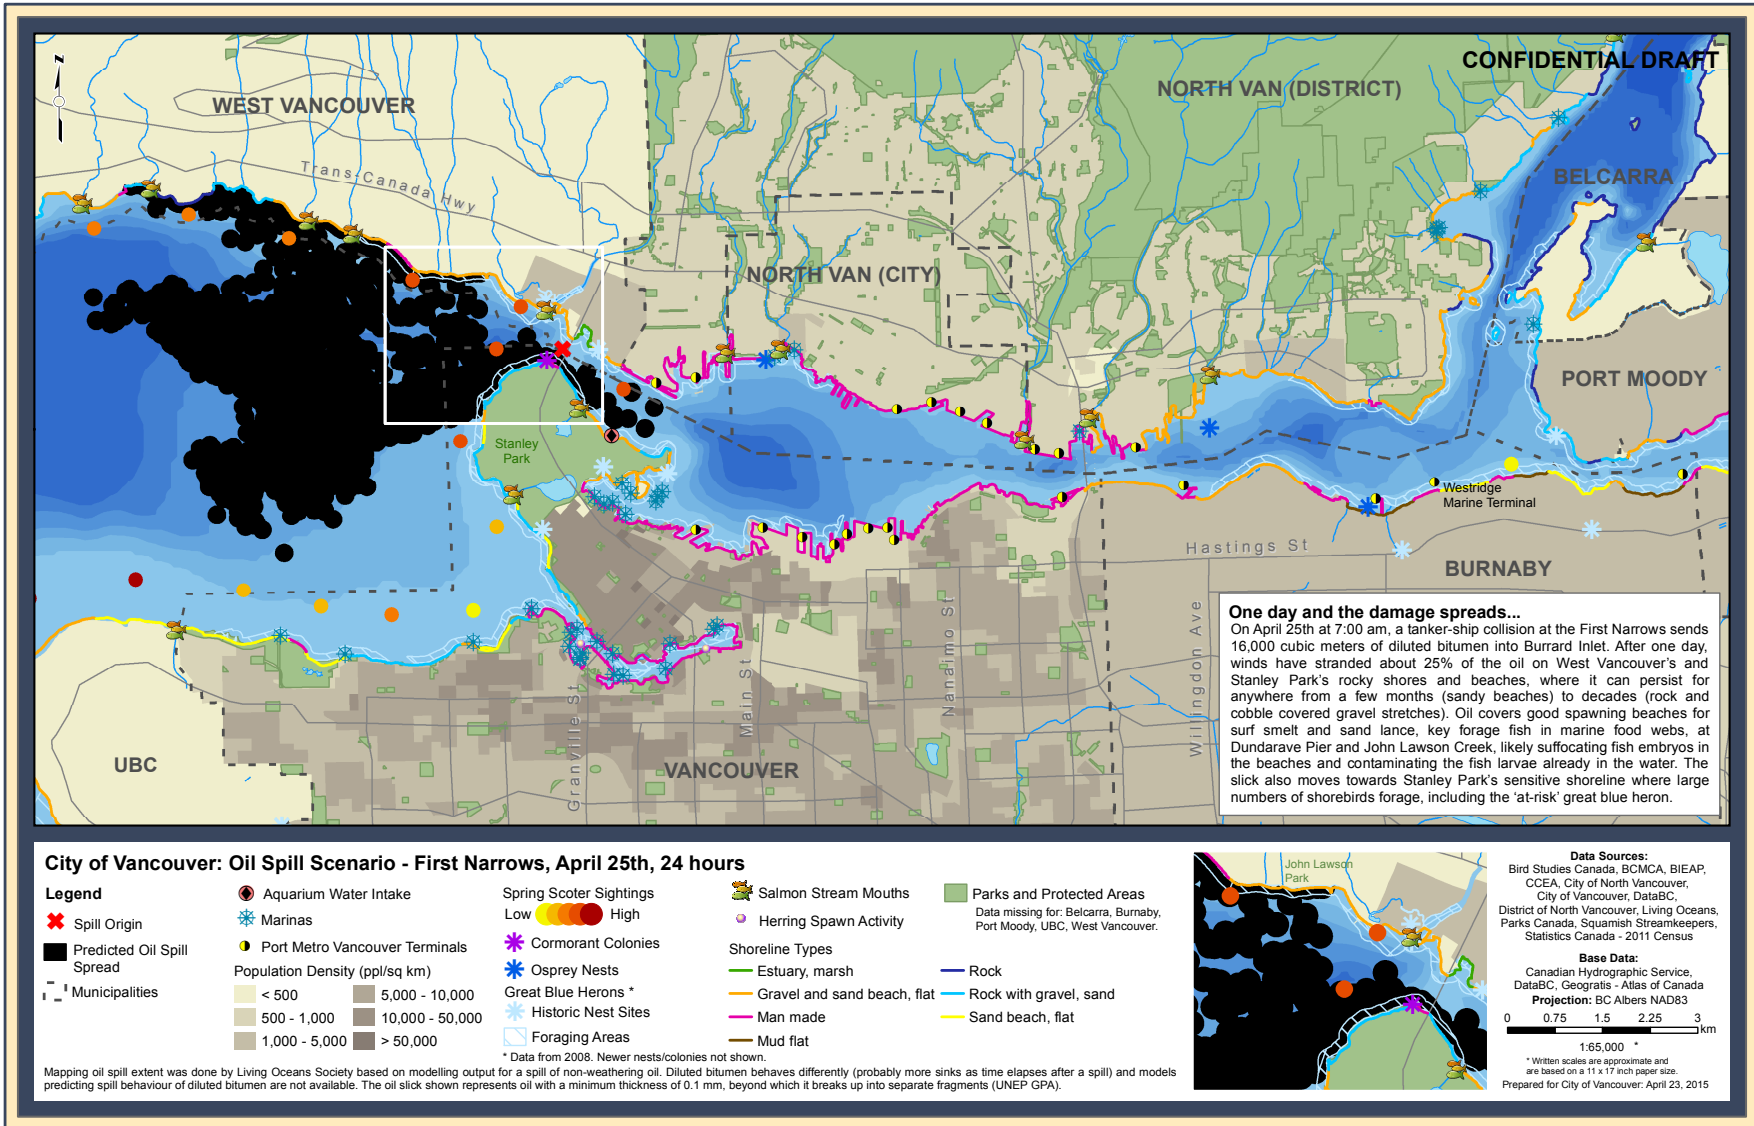 N
CONFIDENTIAL DRAFT
NORTH VAN (DISTRICT)
WEST VANCOUVER
Trans-Canada Hwy
BELCARRA
NORTH VAN (CITY)
PORT MOODY
Stanley
Park
Westridge
Marine Terminal
Hastings St
BURNABY
Granville St
Main St
Nanaimo St
Willingdon Ave
UBC
VANCOUVER
One day and the damage spreads...
On April 25th at 7:00 am, a tanker-ship collision at the First Narrows sends
16,000 cubic meters of diluted bitumen into Burrard Inlet. After one day,
winds have stranded about 25% of the oil on West Vancouver's and
Stanley Park's rocky shores and beaches, where it can persist for
anywhere from a few months (sandy beaches) to decades (rock and
cobble covered gravel stretches). Oil covers good spawning beaches for
surf smelt and sand lance, key forage fish in marine food webs, at
Dundarave Pier and John Lawson Creek, likely suffocating fish embryos in
the beaches and contaminating the fish larvae already in the water. The
slick also moves towards Stanley Park's sensitive shoreline where large
numbers of shorebirds forage, including the 'at-risk' great blue heron.
City of Vancouver: Oil Spill Scenario - First Narrows, April 25th, 24 hours
Legend
Spill Origin
Predicted Oil Spill
Spread
Municipalities
Aquarium Water Intake
Marinas
Port Metro Vancouver Terminals
Population Density (ppl/sq km)
< 500
500 - 1,000
1,000 - 5,000
5,000 - 10,000
10,000 - 50,000
> 50,000
Spring Scoter Sightings
Low High
Cormorant Colonies
Osprey Nests
Great Blue Herons *
Historic Nest Sites
Foraging Areas
* Data from 2008. Newer nests/colonies not shown.
Salmon Stream Mouths
Herring Spawn Activity
Shoreline Types
Estuary, marsh
Gravel and sand beach, flat
Man made
Mud flat
Rock
Rock with gravel, sand
Sand beach, flat
Parks and Protected Areas
Data missing for: Belcarra, Burnaby,
Port Moody, UBC, West Vancouver.
Mapping oil spill extent was done by Living Oceans Society based on modelling output for a spill of non-weathering oil. Diluted bitumen behaves differently (probably more sinks as time elapses after a spill) and models
predicting spill behaviour of diluted bitumen are not available. The oil slick shown represents oil with a minimum thickness of 0.1 mm, beyond which it breaks up into separate fragments (UNEP GPA).
John Lawson
Park
Data Sources:
Bird Studies Canada, BCMCA, BIEAP,
CCEA, City of North Vancouver,
City of Vancouver, DataBC,
District of North Vancouver, Living Oceans,
Parks Canada, Squamish Streamkeepers,
Statistics Canada - 2011 Census
Base Data:
Canadian Hydrographic Service,
DataBC, Geogratis - Atlas of Canada
Projection: BC Albers NAD83
0 0.75 1.5 2.25 3
km
1:65,000 *
* Written scales are approximate and
are based on a 11 x 17 inch paper size.
Prepared for City of Vancouver: April 23, 2015